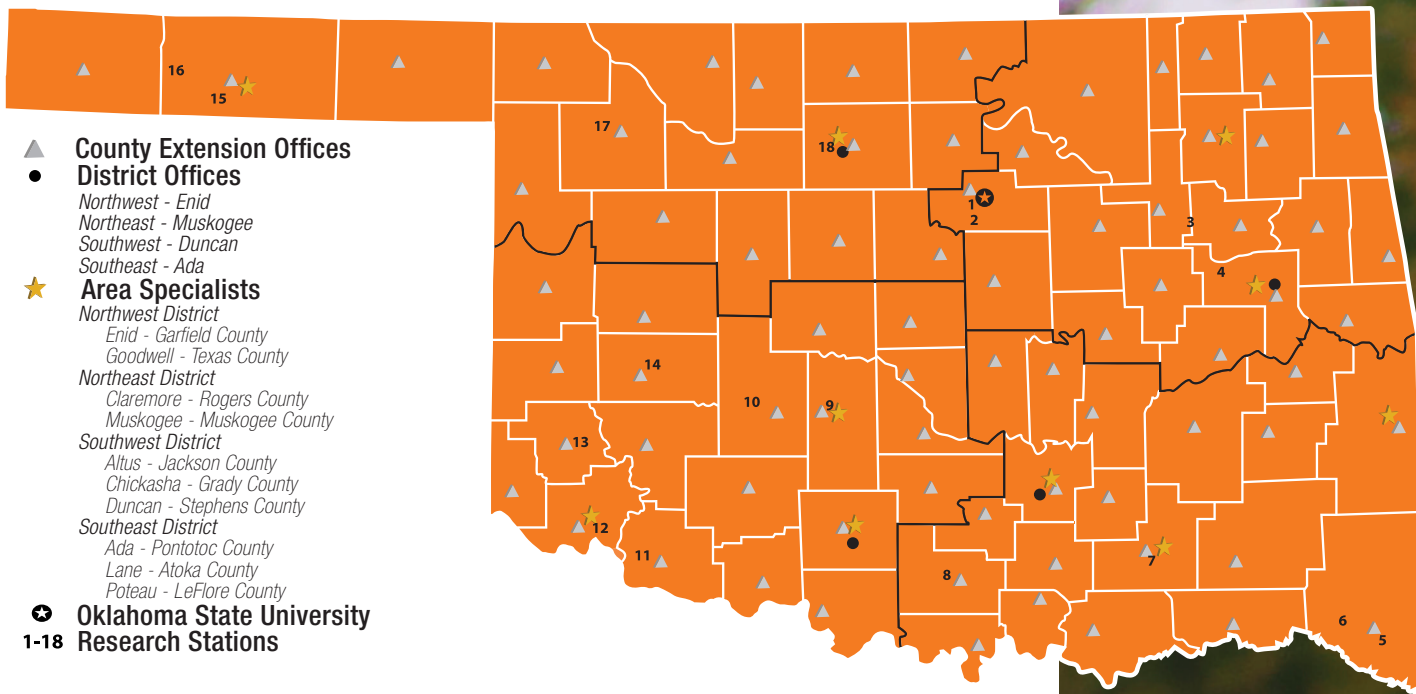 16
15
17
18
1
2
3
4
County Extension Offices
District Offices
Northwest - Enid
Northeast - Muskogee
Southwest - Duncan
Southeast - Ada
Area Specialists
Northwest District
Enid - Garfield County
Goodwell - Texas County
Northeast District
Claremore - Rogers County
Muskogee - Muskogee County
Southwest District
Altus - Jackson County
Chickasha - Grady County
Duncan - Stephens County
Southeast District
Ada - Pontotoc County
Lane - Atoka County
Poteau - LeFlore County
Oklahoma State University
1-18 Research Stations
14
10
9
13
12
11
8
7
6
5